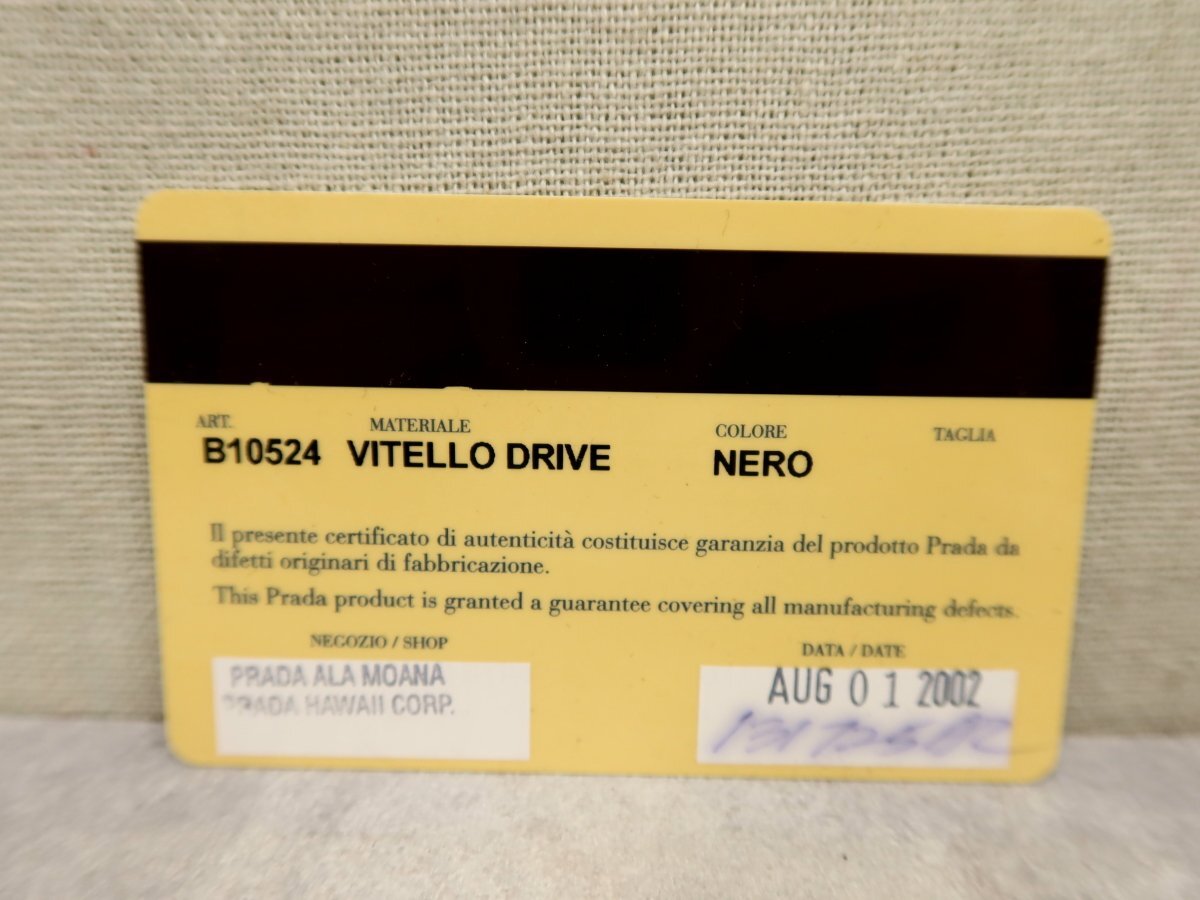 ART. MATERIALE COLORE TAGLIA
B10524 VITELLO DRIVE NERO
Il presente certificato di autenticità costituisce garanzia del prodotto Prada da
difetti originari di fabbricazione.
This Prada product is granted a guarantee covering all manufacturing defects.
NEGOZIO / SHOP DATA / DATE
PRADA ALA MOANA AUG 01 2002
PRADA HAWAII CORP.